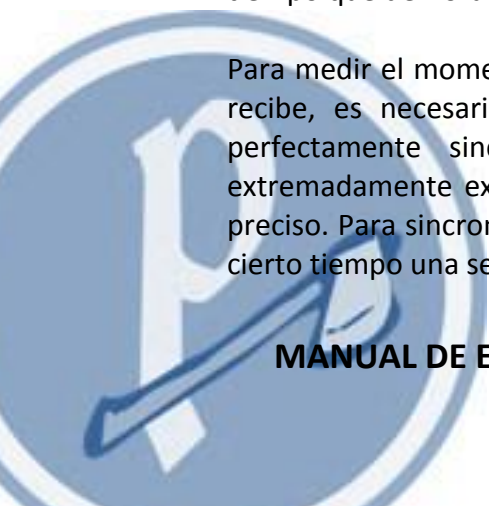 Para medir el mome
recibe, es necesari
perfectamente sinc
extremadamente ex
preciso. Para sincror
cierto tiempo una se
MANUAL DE E